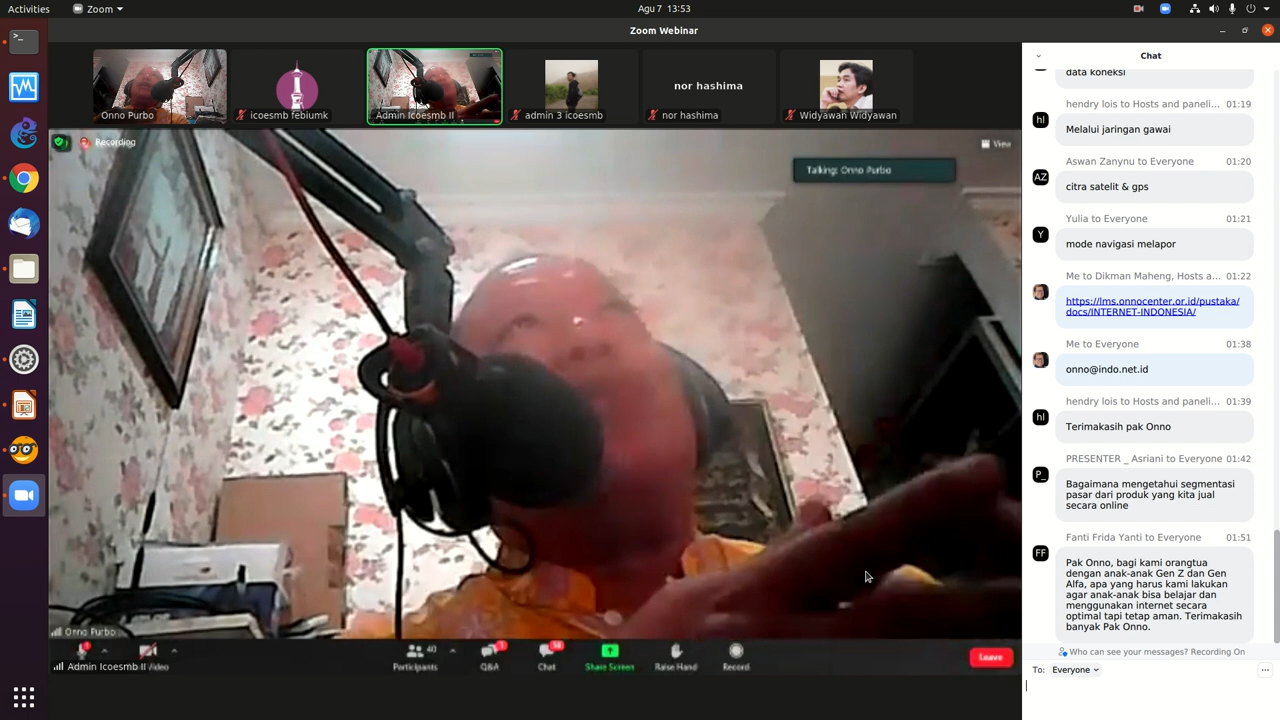 Activities
Zoom
Agu 7 13:53
Zoom Webinar
Onno Purbo
icoesmb febiumk
Admin Icoesmb II
admin 3 icoesmb
nor hashima
nor hashima
Widyawan Widyawan
Recording
View
Talking: Onno Purbo
Onno Purbo
Admin Icoesmb II
Video
Participants
40
Q&A
Chat
Share Screen
Raise Hand
Record
Leave
Chat
data koneksi
hendry lois to Hosts and paneli... 01:19
hl
Melalui jaringan gawai
Aswan Zanynu to Everyone 01:20
AZ
citra satelit & gps
Yulia to Everyone 01:21
Y
mode navigasi melapor
Me to Dikman Maheng, Hosts a... 01:22
https://lms.onnocenter.or.id/pustaka/
docs/INTERNET-INDONESIA/
Me to Everyone 01:38
onno@indo.net.id
hendry lois to Hosts and paneli... 01:39
hl
Terimakasih pak Onno
PRESENTER _ Asriani to Everyone 01:42
P_
Bagaimana mengetahui segmentasi
pasar dari produk yang kita jual
secara online
Fanti Frida Yanti to Everyone 01:51
FF
Pak Onno, bagi kami orangtua
dengan anak-anak Gen Z dan Gen
Alfa, apa yang harus kami lakukan
agar anak-anak bisa belajar dan
menggunakan internet secara
optimal tapi tetap aman. Terimakasih
banyak Pak Onno.
Who can see your messages? Recording On
To: Everyone